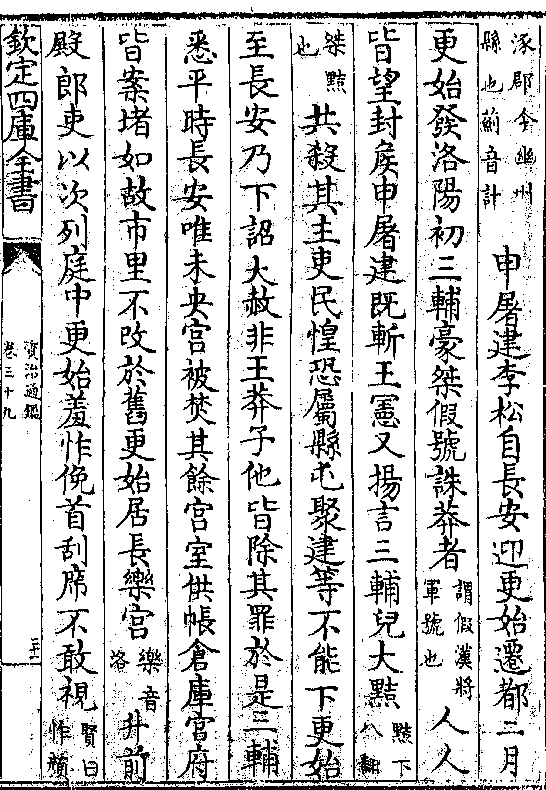 涿郡今幽州縣也薊音計申屠建李松自長安迎更始遷都二月
更始發洛陽初三輔豪桀假號誅莽者謂假漢將軍號也人人
皆望封矦申屠建既斬王憲又揚言三輔兒大黠黠下八翻
桀黠也共殺其主吏民惶恐屬縣屯聚建等不能下更始
至長安乃下詔大赦非王莽子他皆除其罪於是三輔
悉平時長安唯未央宫被焚其餘宫室供帳倉庫官府
皆案堵如故市里不改於舊更始居長樂宫樂音洛升前
殿郎吏以次列庭中更始羞怍俛首刮席不敢視賢曰怍顔
欽定四庫全書
資治通鑑
卷三十九